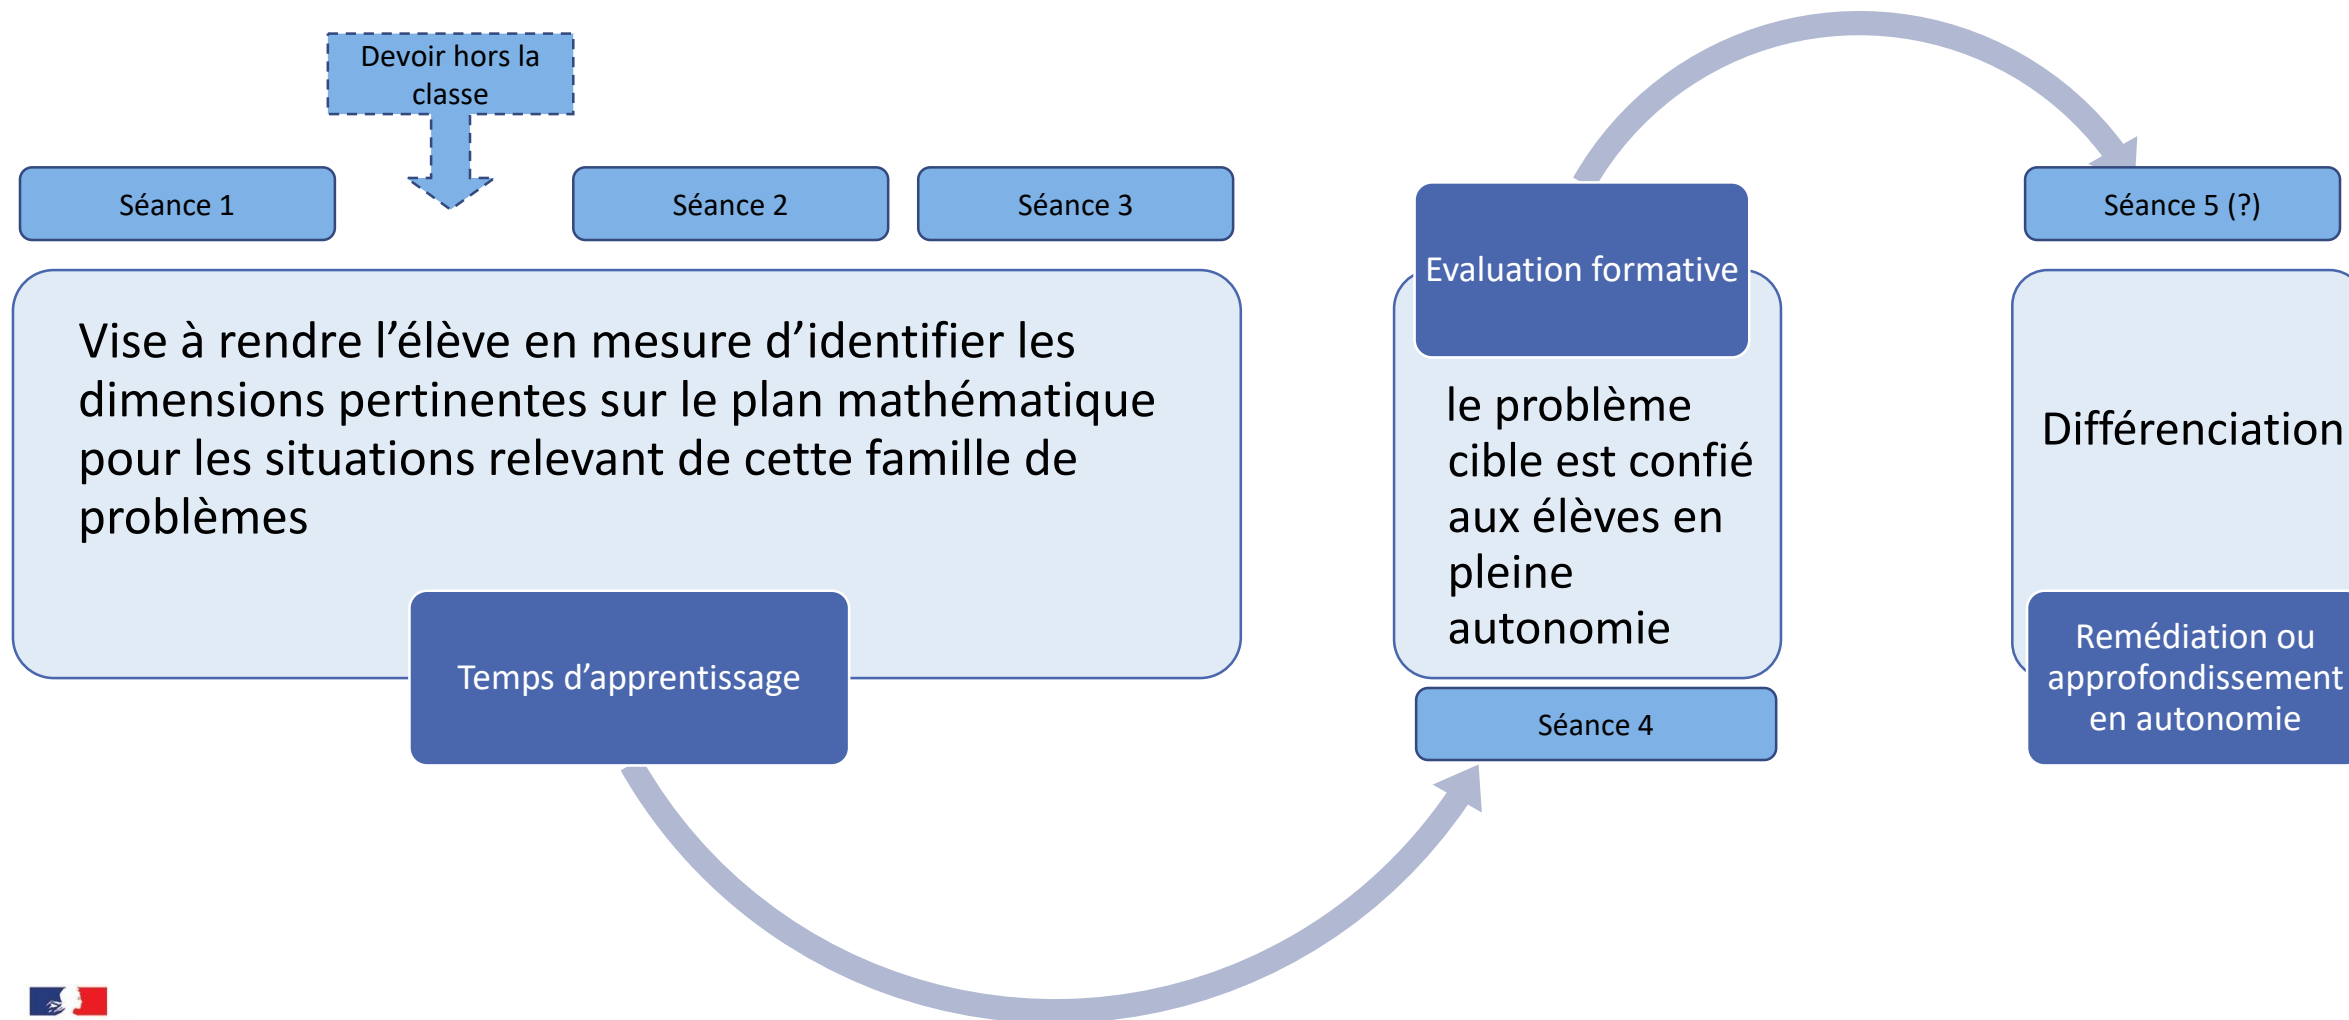 Devoir hors la
classe
Séance 1
Séance 2
Séance 3
Vise à rendre l’élève en mesure d’identifier les
dimensions pertinentes sur le plan mathématique
pour les situations relevant de cette famille de
problèmes
Temps d’apprentissage
Evaluation formative
le problème
cible est confié
aux élèves en
pleine
autonomie
Séance 4
Séance 5 (?)
Différenciation
Remédiation ou
approfondissement
en autonomie